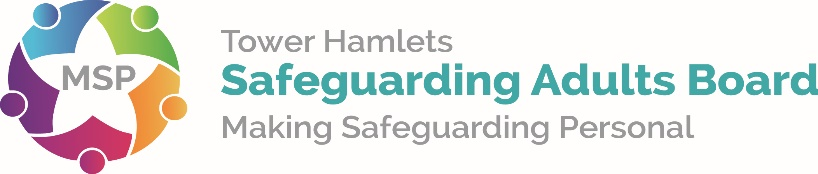 MSP
Tower Hamlets
Safeguarding Adults Board
Making Safeguarding Personal